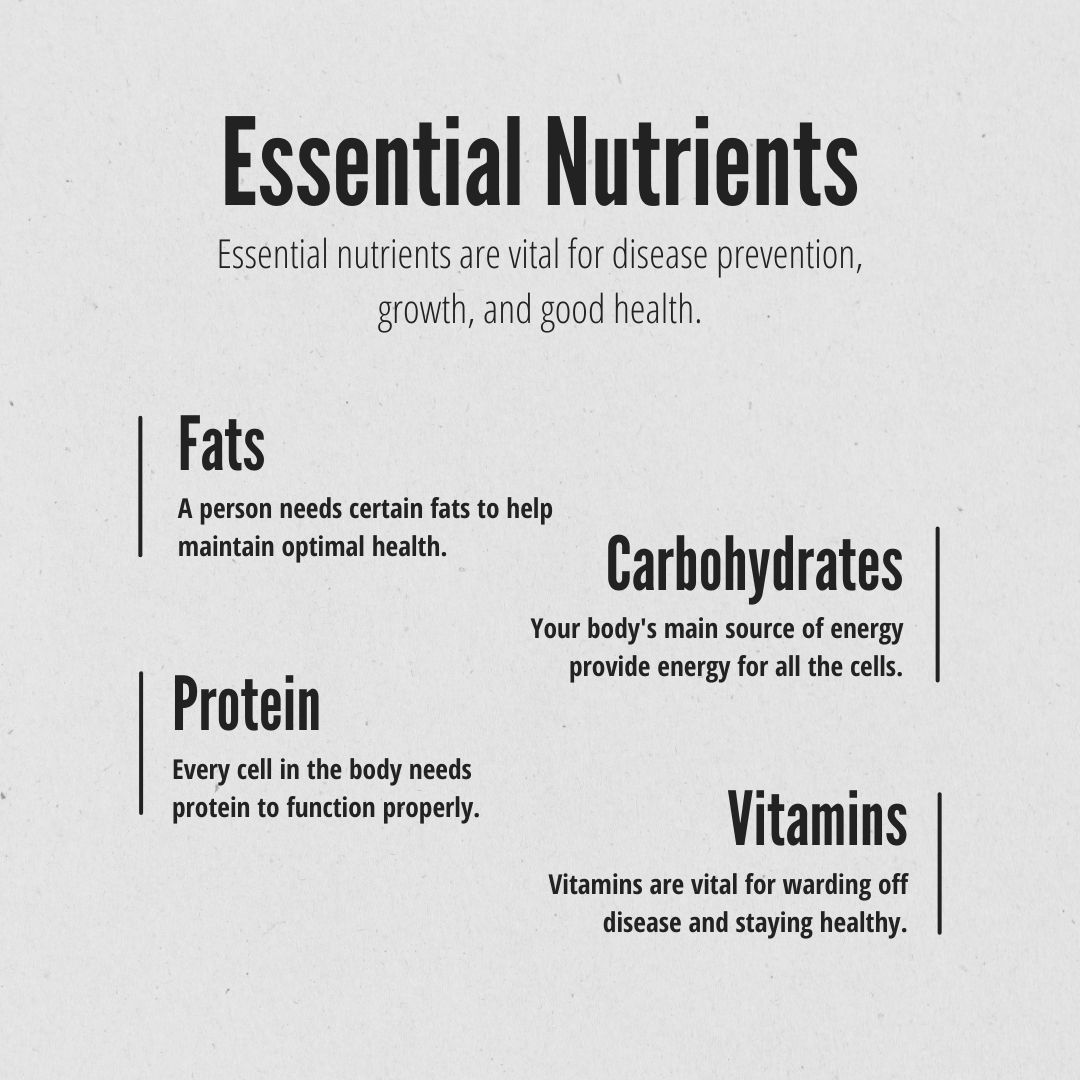 Essential Nutrients
Essential nutrients are vital for disease prevention,
growth, and good health.
Fats
A person needs certain fats to help
maintain optimal health.
Carbohydrates
Your body's main source of energy
provide energy for all the cells.
Protein
Every cell in the body needs
protein to function properly.
Vitamins
Vitamins are vital for warding off
disease and staying healthy.